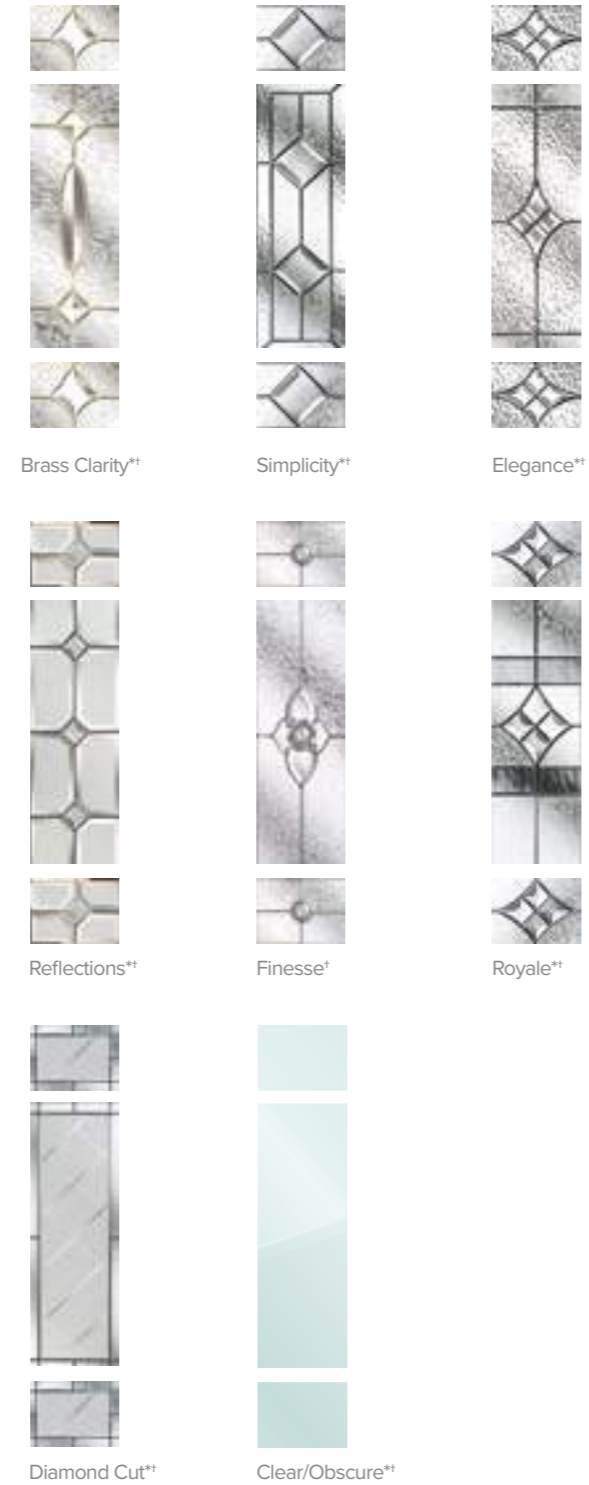 Brass Clarity*†
Simplicity*†
Elegance*†
Reflections*†
Finesse†
Royale*†
Diamond Cut*†
Clear/Obscure*†